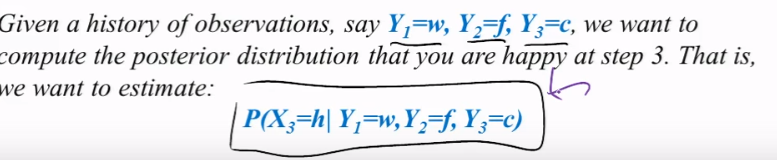 Given a history of observations, say Y₁=w, Y₂=f, Y₃=c, we want to
compute the posterior distribution that you are happy at step 3. That is,
we want to estimate:
P(X₃=h| Y₁=w,Y₂=f, Y₃=c)